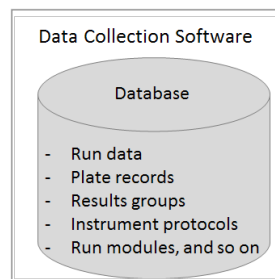 Data Collection Software
Database
- Run data
- Plate records
- Results groups
- Instrument protocols
- Run modules, and so on